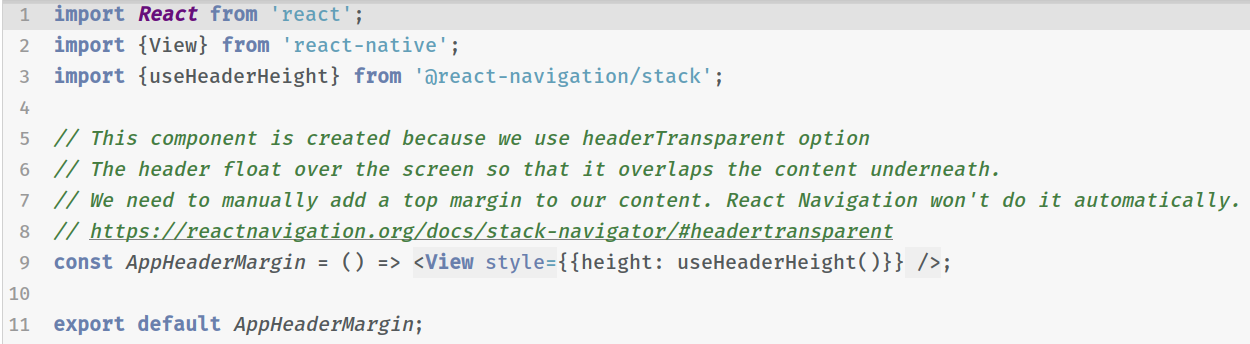 1 import React from 'react';
2 import {View} from 'react-native';
3 import {useHeaderHeight} from '@react-navigation/stack';
4
5 // This component is created because we use headerTransparent option
6 // The header float over the screen so that it overlaps the content underneath.
7 // We need to manually add a top margin to our content. React Navigation won't do it automatically.
8 // https://reactnavigation.org/docs/stack-navigator/#headertransparent
9 const AppHeaderMargin = () => <View style={{height: useHeaderHeight()}} />;
10
11 export default AppHeaderMargin;